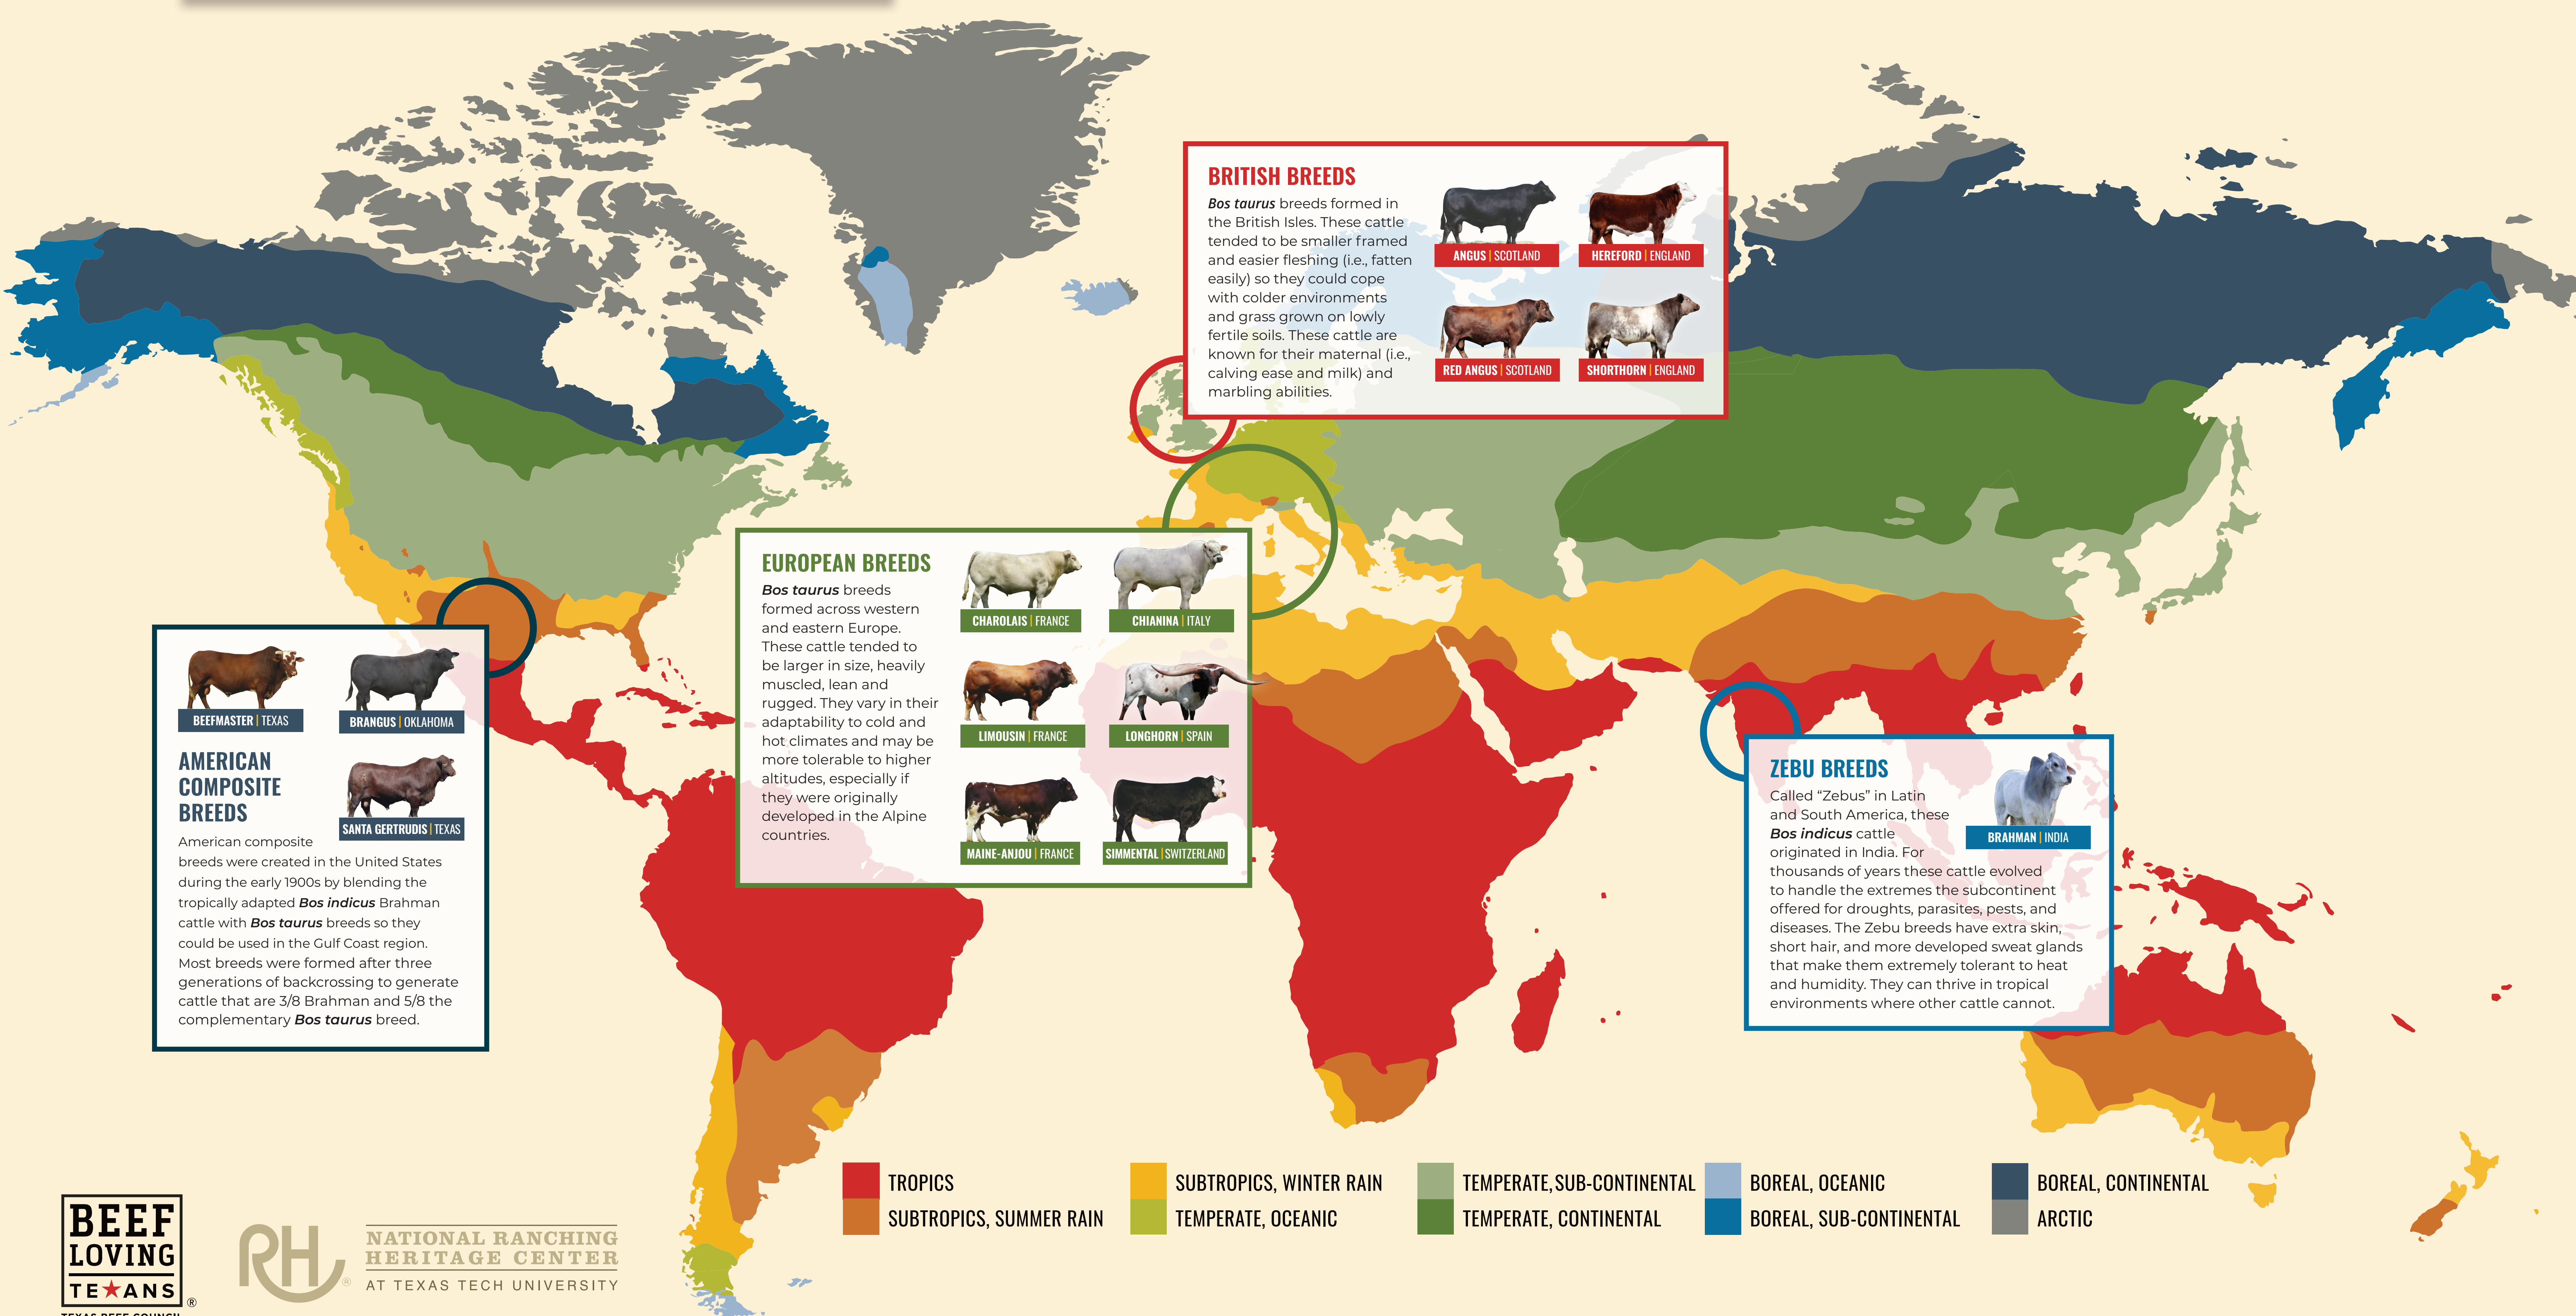 BRITISH BREEDS
Bos taurus breeds formed in
the British Isles. These cattle
tended to be smaller framed
and easier fleshing (i.e., fatten
easily) so they could cope
with colder environments
and grass grown on lowly
fertile soils. These cattle are
known for their maternal (i.e.,
calving ease and milk) and
marbling abilities.
ANGUS | SCOTLAND
HEREFORD | ENGLAND
RED ANGUS | SCOTLAND
SHORTHORN | ENGLAND
EUROPEAN BREEDS
Bos taurus breeds
formed across western
and eastern Europe.
These cattle tended to
be larger in size, heavily
muscled, lean and
rugged. They vary in their
adaptability to cold and
hot climates and may be
more tolerable to higher
altitudes, especially if
they were originally
developed in the Alpine
countries.
CHAROLAIS | FRANCE
CHIANINA | ITALY
LIMOUSIN | FRANCE
LONGHORN | SPAIN
MAINE-ANJOU | FRANCE
SIMMENTAL | SWITZERLAND
BEEFMASTER | TEXAS
BRANGUS | OKLAHOMA
SANTA GERTRUDIS | TEXAS
AMERICAN
COMPOSITE
BREEDS
American composite
breeds were created in the United States
during the early 1900s by blending the
tropically adapted Bos indicus Brahman
cattle with Bos taurus breeds so they
could be used in the Gulf Coast region.
Most breeds were formed after three
generations of backcrossing to generate
cattle that are 3/8 Brahman and 5/8 the
complementary Bos taurus breed.
ZEBU BREEDS
Called “Zebus” in Latin
and South America, these
Bos indicus cattle
originated in India. For
thousands of years these cattle evolved
to handle the extremes the subcontinent
offered for droughts, parasites, pests, and
diseases. The Zebu breeds have extra skin,
short hair, and more developed sweat glands
that make them extremely tolerant to heat
and humidity. They can thrive in tropical
environments where other cattle cannot.
BRAHMAN | INDIA
TROPICS
SUBTROPICS, SUMMER RAIN
SUBTROPICS, WINTER RAIN
TEMPERATE, OCEANIC
TEMPERATE, SUB-CONTINENTAL
TEMPERATE, CONTINENTAL
BOREAL, OCEANIC
BOREAL, SUB-CONTINENTAL
BOREAL, CONTINENTAL
ARCTIC
BEEF
LOVING
TE★ANS ®
TEXAS BEEF COUNCIL
RH ®
NATIONAL RANCHING
HERITAGE CENTER
AT TEXAS TECH UNIVERSITY